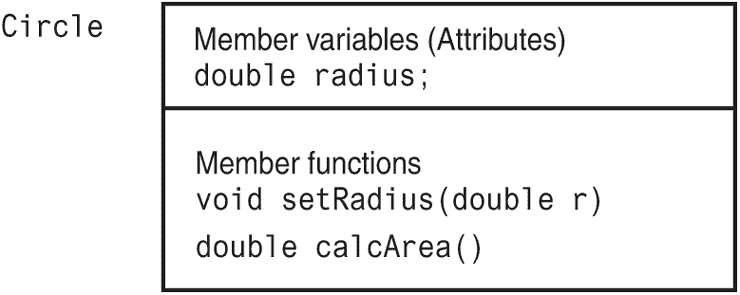 Circle
Member variables (Attributes)
double radius;
Member functions
void setRadius(double r)
double calcArea()